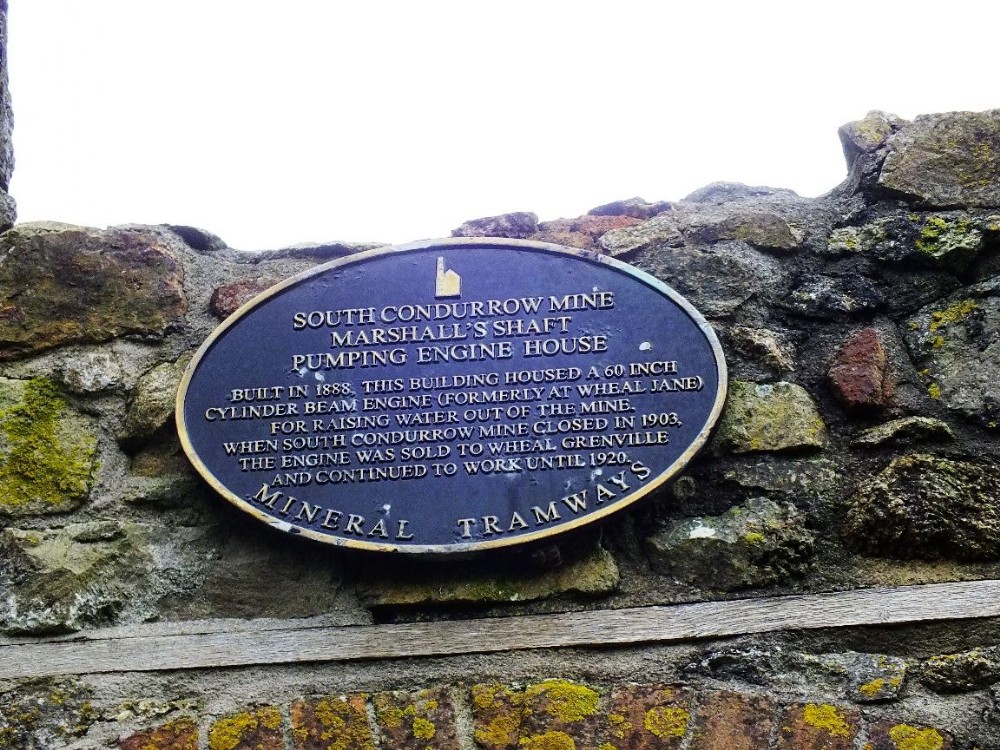 SOUTH CONDURROW MINE
MARSHALL'S SHAFT
PUMPING ENGINE HOUSE
BUILT IN 1888, THIS BUILDING HOUSED A 60 INCH
CYLINDER BEAM ENGINE (FORMERLY AT WHEAL JANE)
FOR RAISING WATER OUT OF THE MINE.
WHEN SOUTH CONDURROW MINE CLOSED IN 1903,
THE ENGINE WAS SOLD TO WHEAL GRENVILLE
AND CONTINUED TO WORK UNTIL 1920.
MINERAL TRAMWAYS